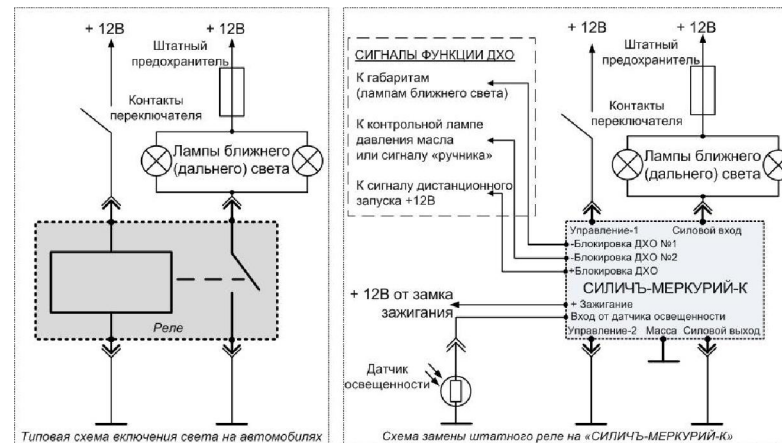 + 12В
+ 12В
Штатный
предохранитель
Контакты
переключателя
Лампы ближнего
(дальнего) света
Реле
Типовая схема включения света на автомобилях
+ 12В
+ 12В
Штатный
предохранитель
СИГНАЛЫ ФУНКЦИИ ДХО
К габаритам
(лампам ближнего света)
Контакты
переключателя
К контрольной лампе
давления масла
или сигналу «ручника»
Лампы ближнего
(дальнего) света
К сигналу дистанционного
запуска +12В
Управление-1
Силовой вход
-Блокировка ДХО №1
-Блокировка ДХО №2
+Блокировка ДХО
СИЛИЧЪ-МЕРКУРИЙ-К
+ 12В от замка
зажигания
+ Зажигание
Вход от датчика освещенности
Управление-2
Масса
Силовой выход
Датчик
освещенности
Схема замены штатного реле на «СИЛИЧЪ-МЕРКУРИЙ-К»